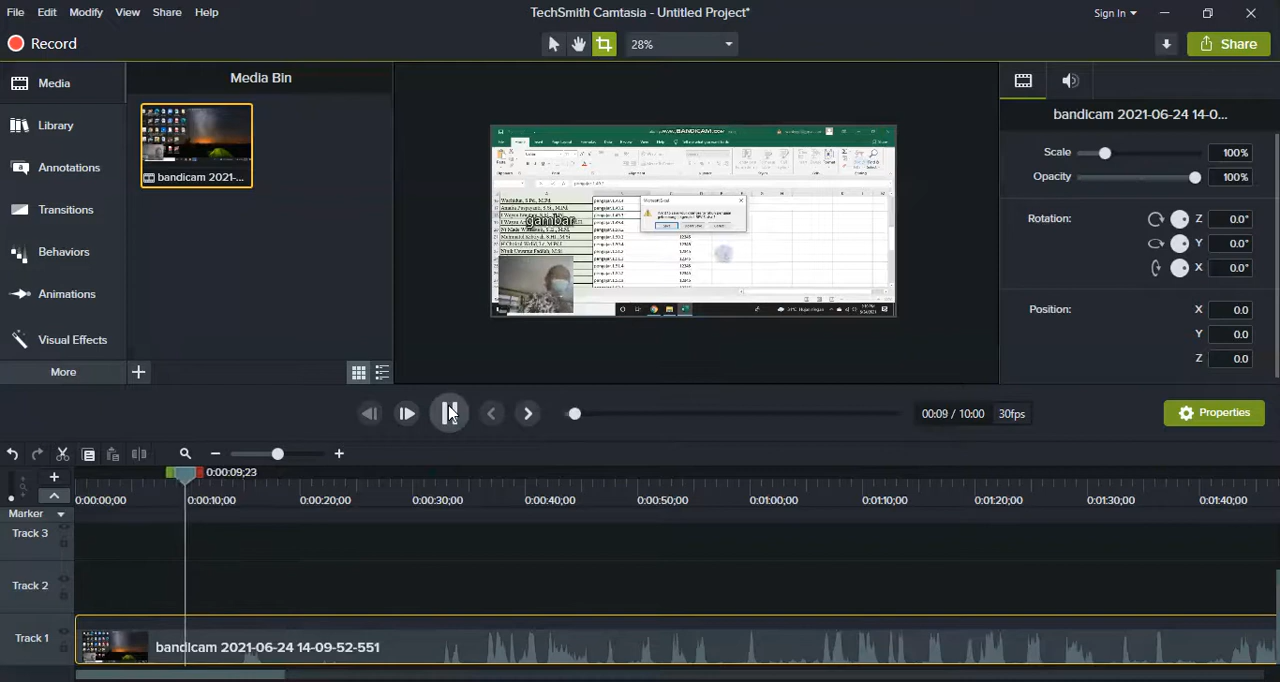 File Edit Modify View Share Help
TechSmith Camtasia - Untitled Project*
Sign In
Record
28%
Share
Media
Library
Annotations
Transitions
Behaviors
Animations
Visual Effects
More
Media Bin
bandicam 2021-...
www.BANDICAM.com
gambar
bandicam 2021-06-24 14-0...
Scale 100%
Opacity 100%
Rotation: Z 0.0°
Y 0.0°
X 0.0°
Position: X 0.0
Y 0.0
Z 0.0
00:09 / 10:00 30fps
Properties
0:00:09;23
0:00:00;00 0:00:10;00 0:00:20;00 0:00:30;00 0:00:40;00 0:00:50;00 0:01:00;00 0:01:10;00 0:01:20;00 0:01:30;00 0:01:40;00
Marker
Track 3
Track 2
Track 1
bandicam 2021-06-24 14-09-52-551